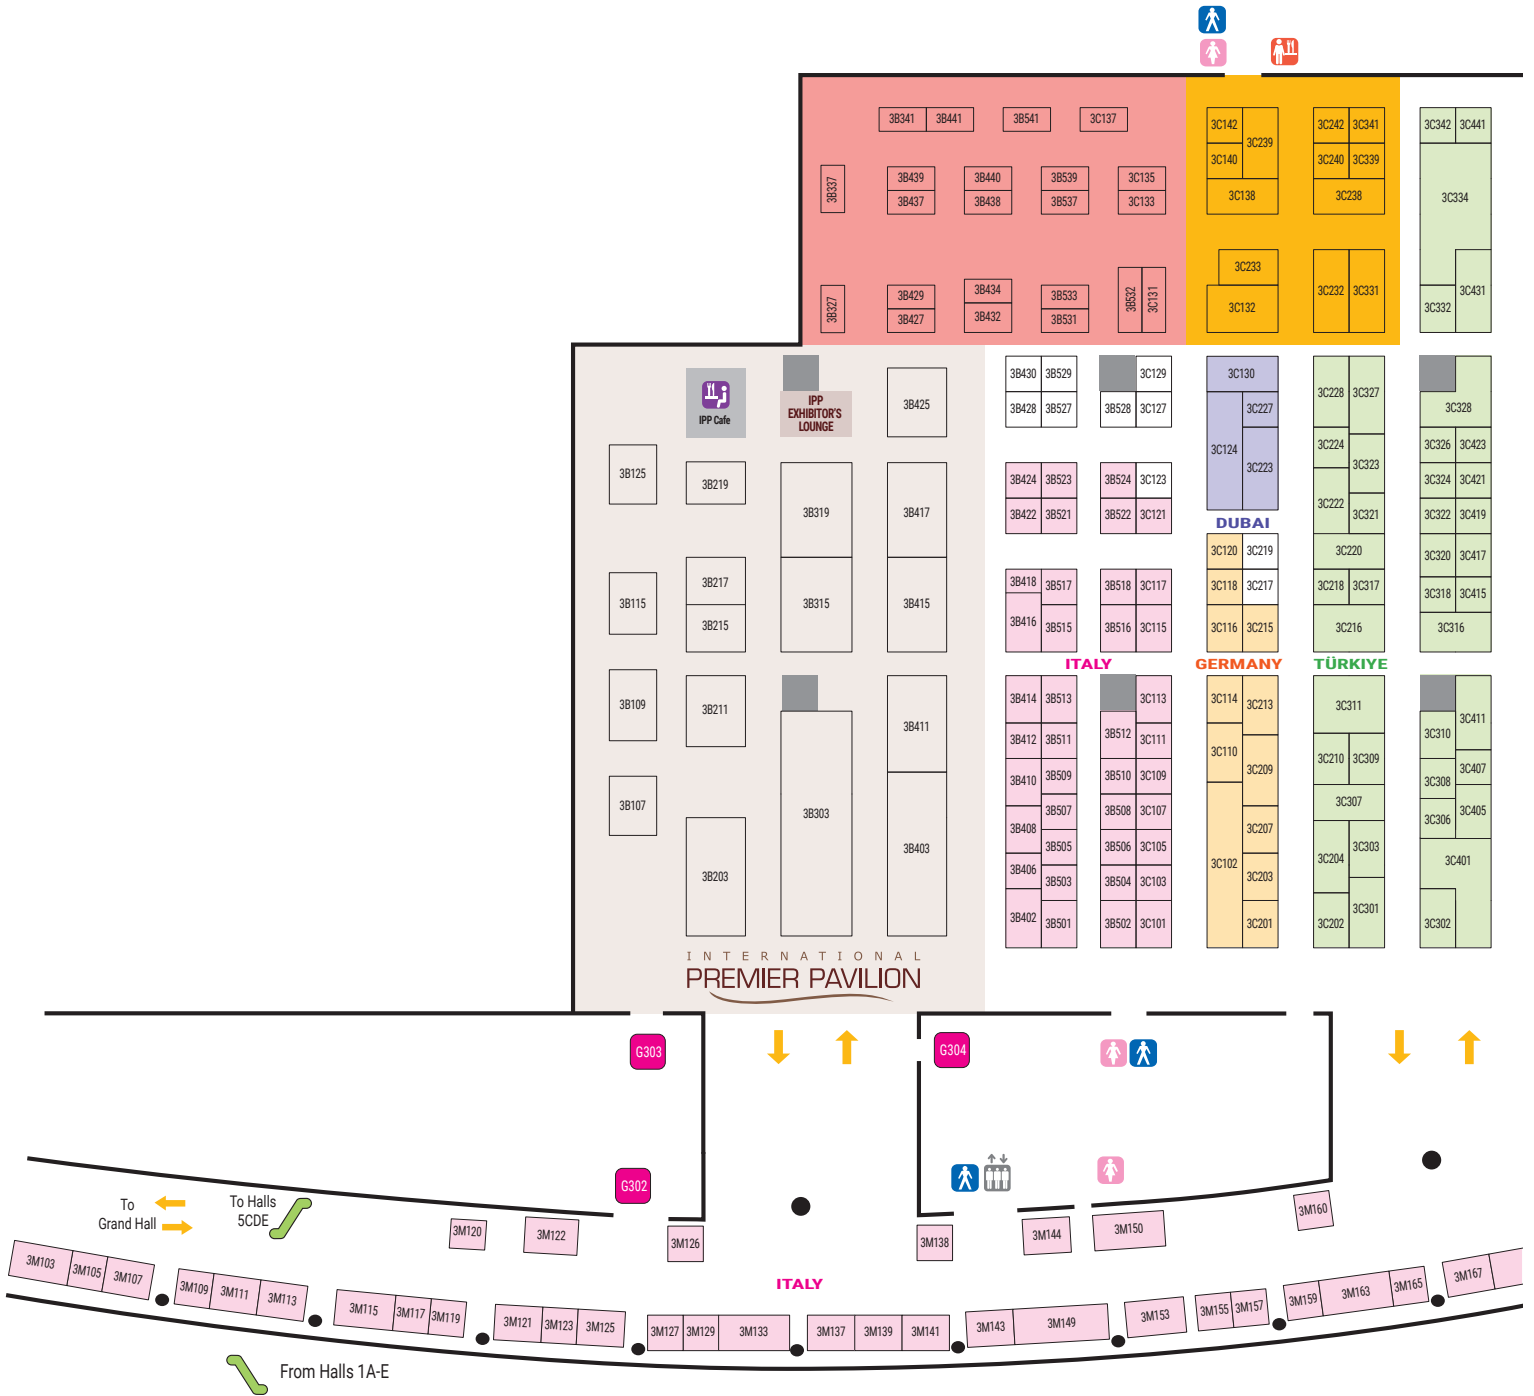 3B341 3B441 3B541 3C137
3C142 3C239 3C242 3C341 3C342 3C441
3C140 3C240 3C339
3B337 3B439 3B440 3B539 3C135
3B437 3B438 3B537 3C133 3C138 3C238 3C334
3C233
3B327 3B429 3B434 3B533 3B532 3C131 3C132 3C232 3C331 3C332 3C431
3B427 3B432 3B531
IPP Cafe
IPP
EXHIBITOR'S
LOUNGE
3B425
3B430 3B529 3C129 3C130
3B428 3B527 3B528 3C127 3C227 3C228 3C327 3C328
3B125 3B219 3B319 3B417
3C124 3C223 3C224 3C323 3C326 3C423
3B424 3B523 3B524 3C123 3C324 3C421
3B422 3B521 3B522 3C121 3C222 3C321 3C322 3C419
DUBAI
3C120 3C219 3C220 3C320 3C417
3B115 3B217 3B315 3B415
3B215
3B418 3B517 3B518 3C117 3C118 3C217 3C218 3C317 3C318 3C415
3B416 3B515 3B516 3C115 3C116 3C215 3C216 3C316
ITALY GERMANY TÜRKIYE
3B109 3B211 3B411
3B414 3B513 3C113 3C114 3C213 3C311 3C411
3B412 3B511 3B512 3C111 3C110 3C310
3B410 3B509 3B510 3C109 3C209 3C210 3C309 3C308 3C407
3B107 3B303 3B403 3B203
3B408 3B507 3B508 3C107 3C207 3C307 3C306 3C405
3B505 3B506 3C105
3B406 3B503 3B504 3C103 3C102 3C203 3C204 3C303 3C401
3B402 3B501 3B502 3C101 3C201 3C202 3C301 3C302
INTERNATIONAL
PREMIER PAVILION
G303 G304
G302
To
Grand Hall
To Halls
5CDE
3M120 3M122 3M126 3M138 3M144 3M150 3M160
ITALY
3M103 3M105 3M107 3M109 3M111 3M113 3M115 3M117 3M119 3M121 3M123 3M125 3M127 3M129 3M133 3M137 3M139 3M141 3M143 3M149 3M153 3M155 3M157 3M159 3M163 3M165 3M167
From Halls 1A-E